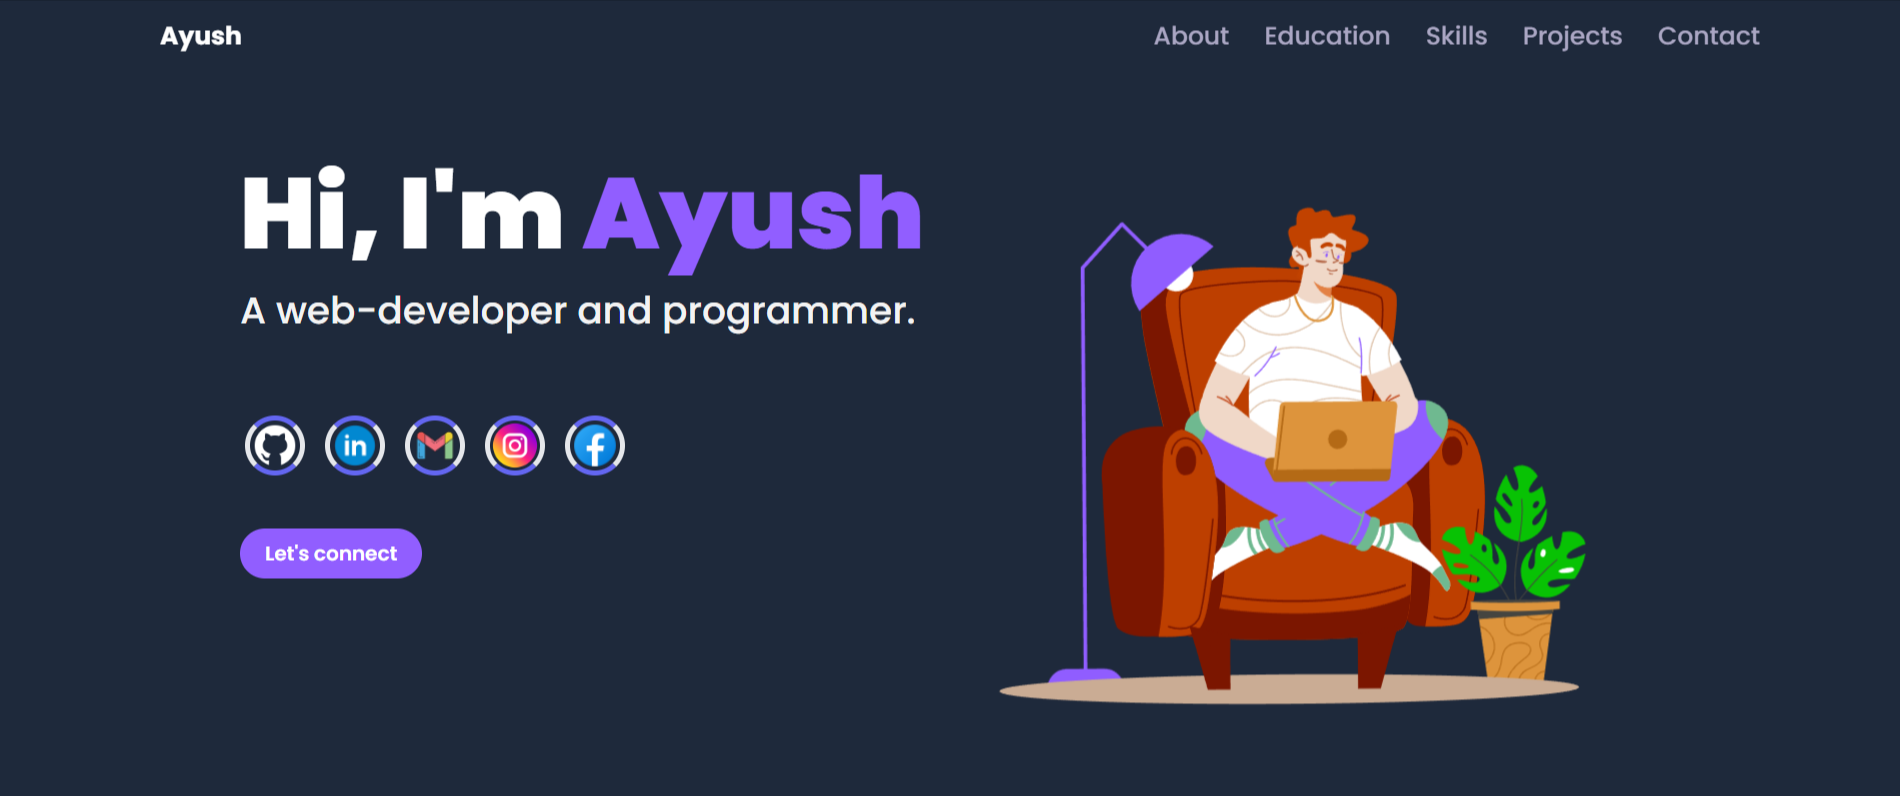 Ayush
About Education Skills Projects Contact
Hi, I'm Ayush
A web-developer and programmer.
in
Let's connect